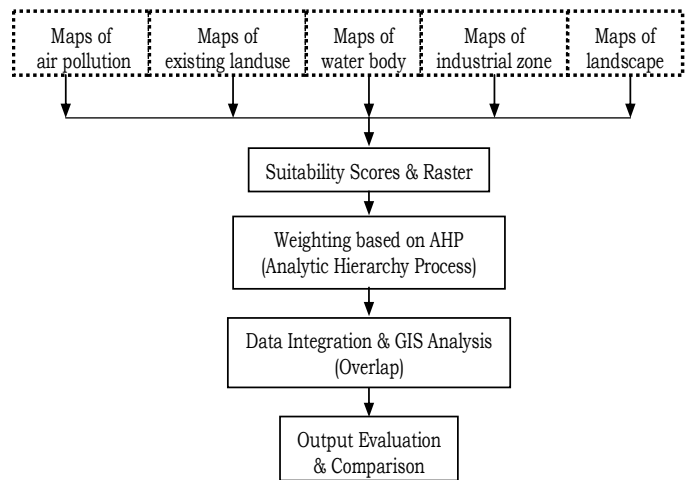 Maps of
air pollution
Maps of
existing landuse
Maps of
water body
Maps of
industrial zone
Maps of
landscape
Suitability Scores & Raster
Weighting based on AHP
(Analytic Hierarchy Process)
Data Integration & GIS Analysis
(Overlap)
Output Evaluation
& Comparison